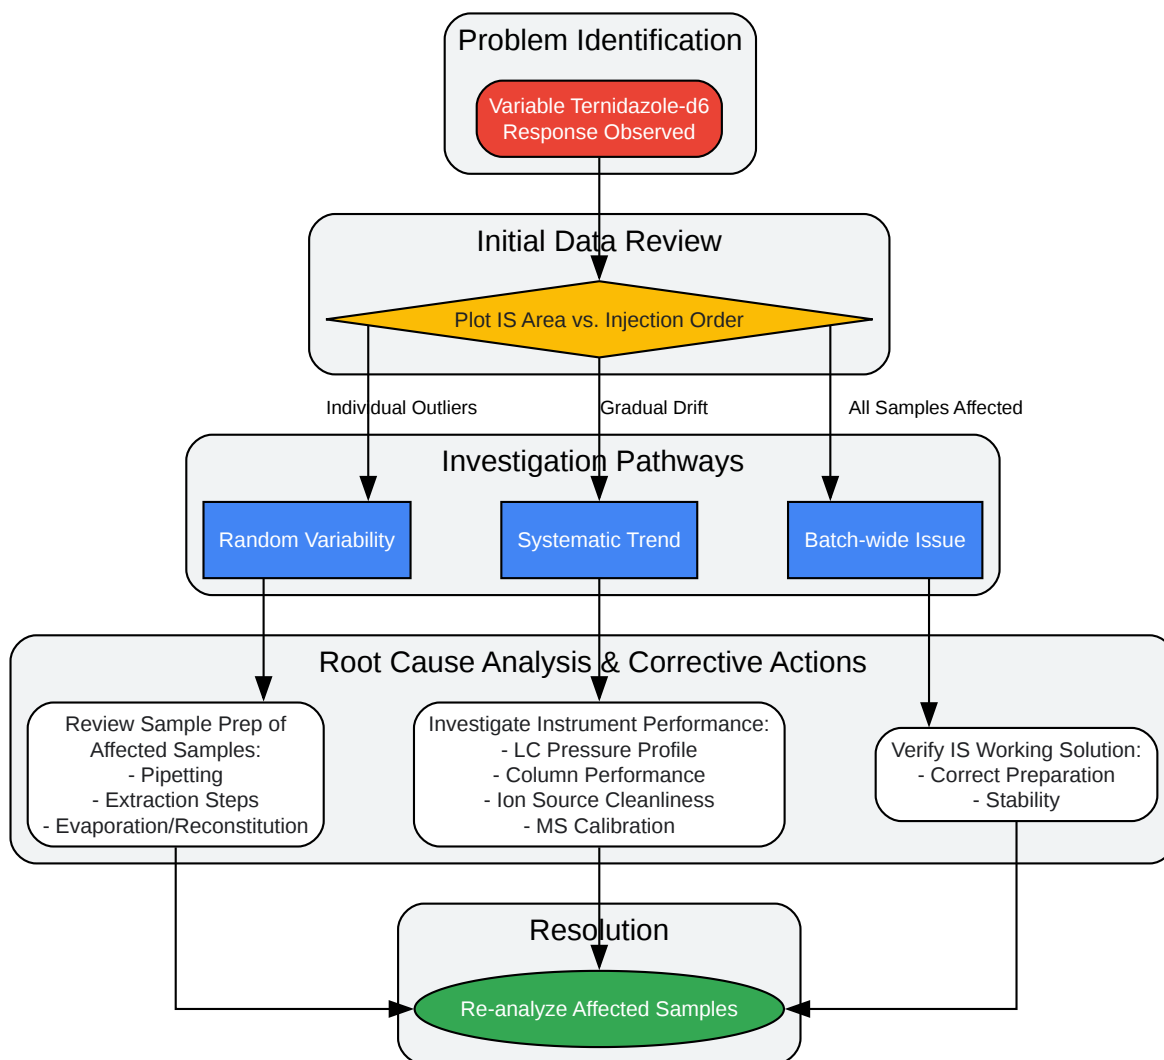 Problem Identification
Variable Ternidazole-d6
Response Observed
Initial Data Review
Plot IS Area vs. Injection Order
Individual Outliers
Gradual Drift
All Samples Affected
Investigation Pathways
Random Variability
Systematic Trend
Batch-wide Issue
Root Cause Analysis & Corrective Actions
Review Sample Prep of
Affected Samples:
- Pipetting
- Extraction Steps
- Evaporation/Reconstitution
Investigate Instrument Performance:
- LC Pressure Profile
- Column Performance
- Ion Source Cleanliness
- MS Calibration
Verify IS Working Solution:
- Correct Preparation
- Stability
Resolution
Re-analyze Affected Samples